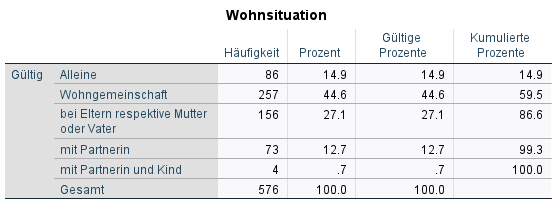 Wohnsituation
Häufigkeit Prozent Gültige Prozente Kumulierte Prozente
Gültig Alleine 86 14.9 14.9 14.9
Wohngemeinschaft 257 44.6 44.6 59.5
bei Eltern respektive Mutter oder Vater 156 27.1 27.1 86.6
mit Partnerin 73 12.7 12.7 99.3
mit Partnerin und Kind 4 .7 .7 100.0
Gesamt 576 100.0 100.0